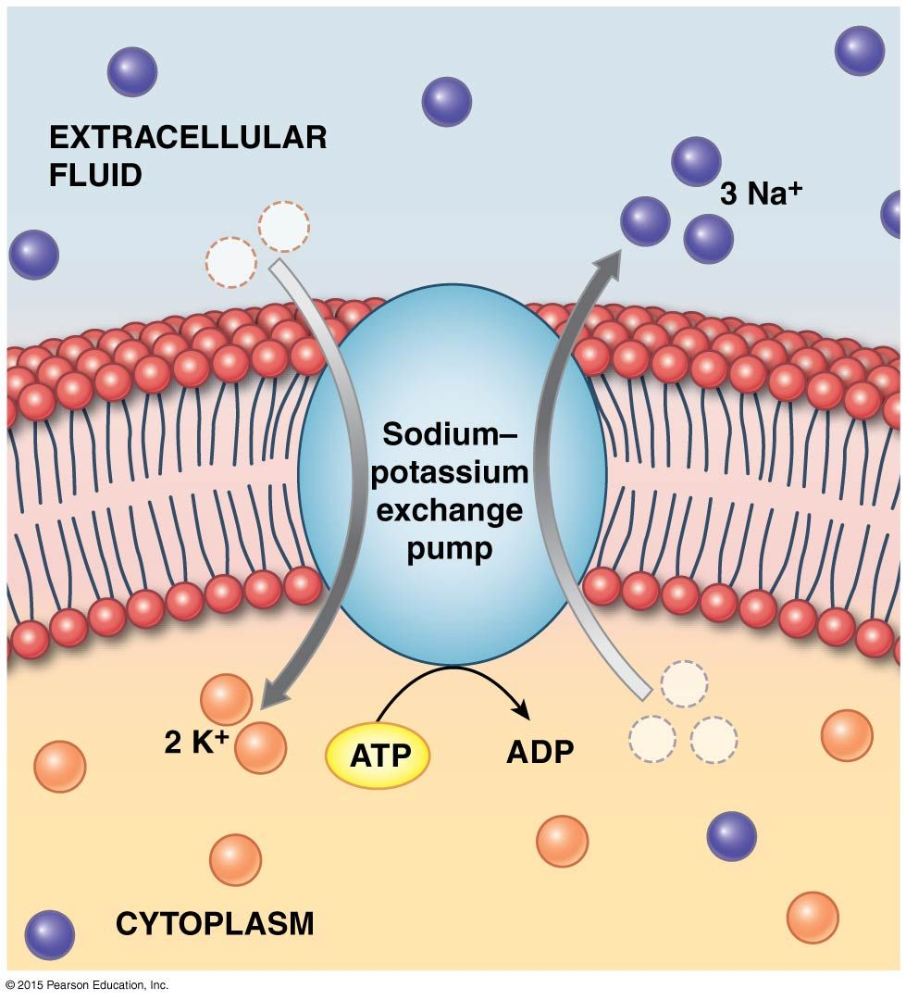 EXTRACELLULAR
FLUID
3 Na⁺
Sodium–
potassium
exchange
pump
2 K⁺
ATP
ADP
CYTOPLASM
© 2015 Pearson Education, Inc.